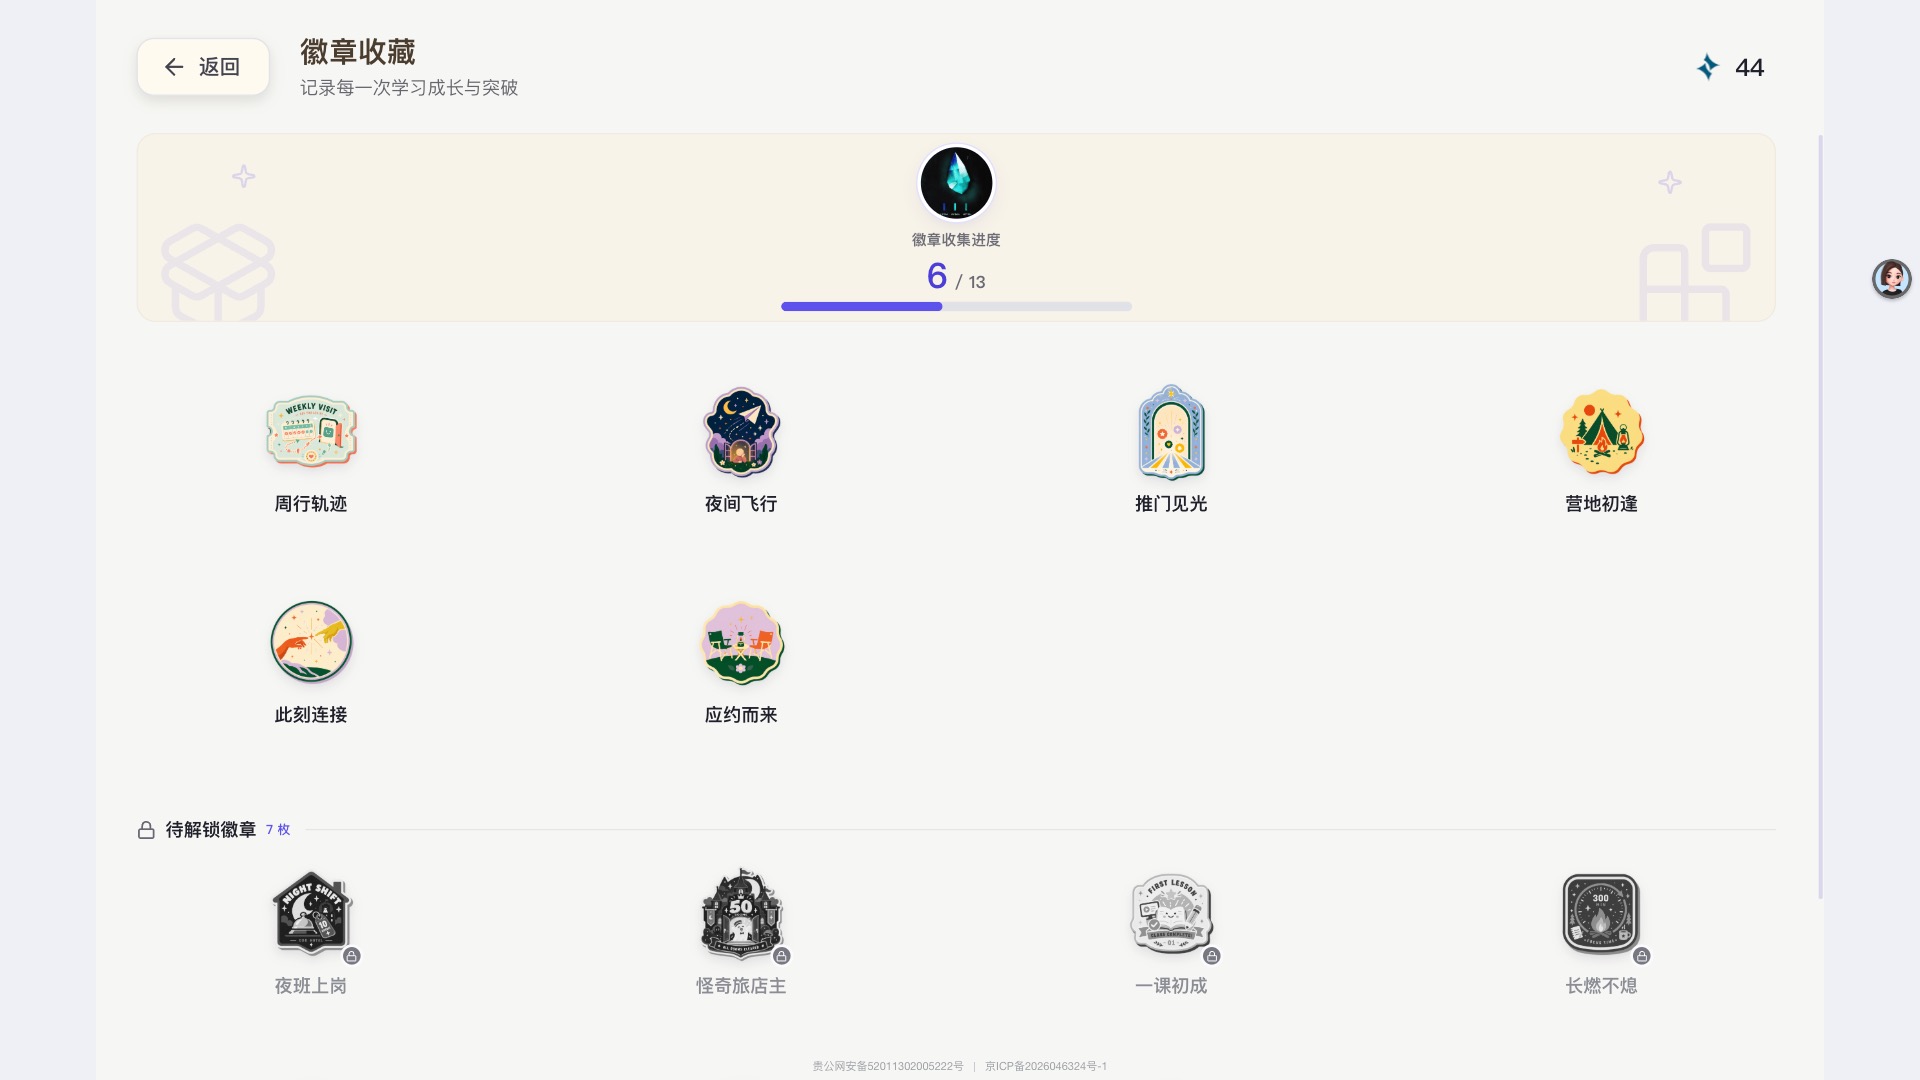 返回
徽章收藏
记录每一次学习成长与突破
44
徽章收集进度
6 / 13
WEEKLY VISIT
周行轨迹
夜间飞行
推门见光
营地初逢
此刻连接
应约而来
待解锁徽章 7 枚
NIGHT SHIFT
50
FIRST LESSON
300
夜班上岗
怪奇旅店主
一课初成
长燃不熄
贵公网安备52011302005222号 | 京ICP备2026046324号-1